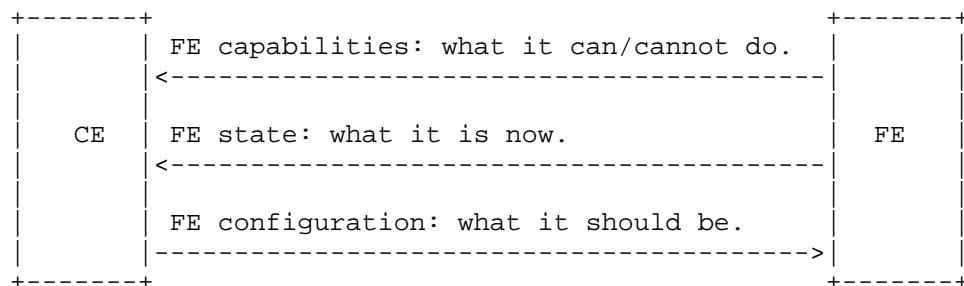 FE capabilities: what it can/cannot do.
CE FE state: what it is now. FE
FE configuration: what it should be.